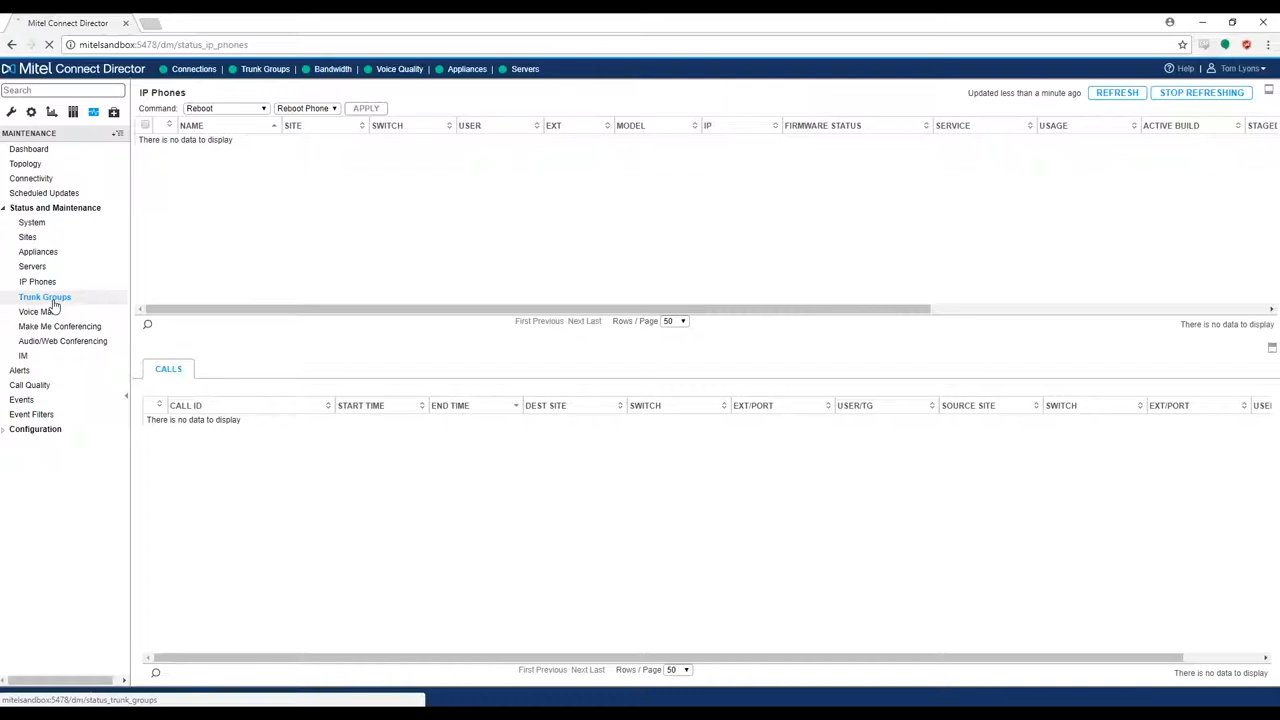 Mitel Connect Director
mitelsandbox:5478/dm/status_ip_phones
Mitel Connect Director
Connections
Trunk Groups
Bandwidth
Voice Quality
Appliances
Servers
Help
Tom Lyons
Search
IP Phones
Updated less than a minute ago
REFRESH
STOP REFRESHING
Command:
Reboot
Reboot Phone
APPLY
NAME SITE SWITCH USER EXT MODEL IP FIRMWARE STATUS SERVICE USAGE ACTIVE BUILD STAGED
There is no data to display
MAINTENANCE
Dashboard
Topology
Connectivity
Scheduled Updates
Status and Maintenance
System
Sites
Appliances
Servers
IP Phones
Trunk Groups
Voice Ma
Make Me Conferencing
Audio/Web Conferencing
IM
Alerts
Call Quality
Events
Event Filters
Configuration
First Previous Next Last Rows / Page 50
There is no data to display
CALLS
CALL ID START TIME END TIME DEST SITE SWITCH EXT/PORT USER/TG SOURCE SITE SWITCH EXT/PORT USE
There is no data to display
First Previous Next Last Rows / Page 50
There is no data to display
mitelsandbox:5478/dm/status_trunk_groups